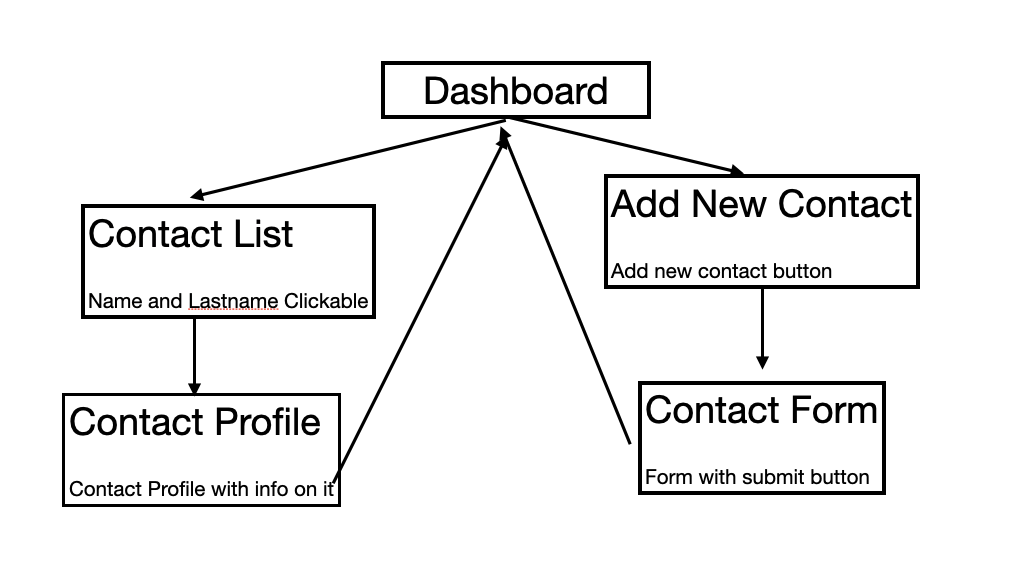 Dashboard
Contact List
Name and Lastname Clickable
Add New Contact
Add new contact button
Contact Profile
Contact Profile with info on it
Contact Form
Form with submit button